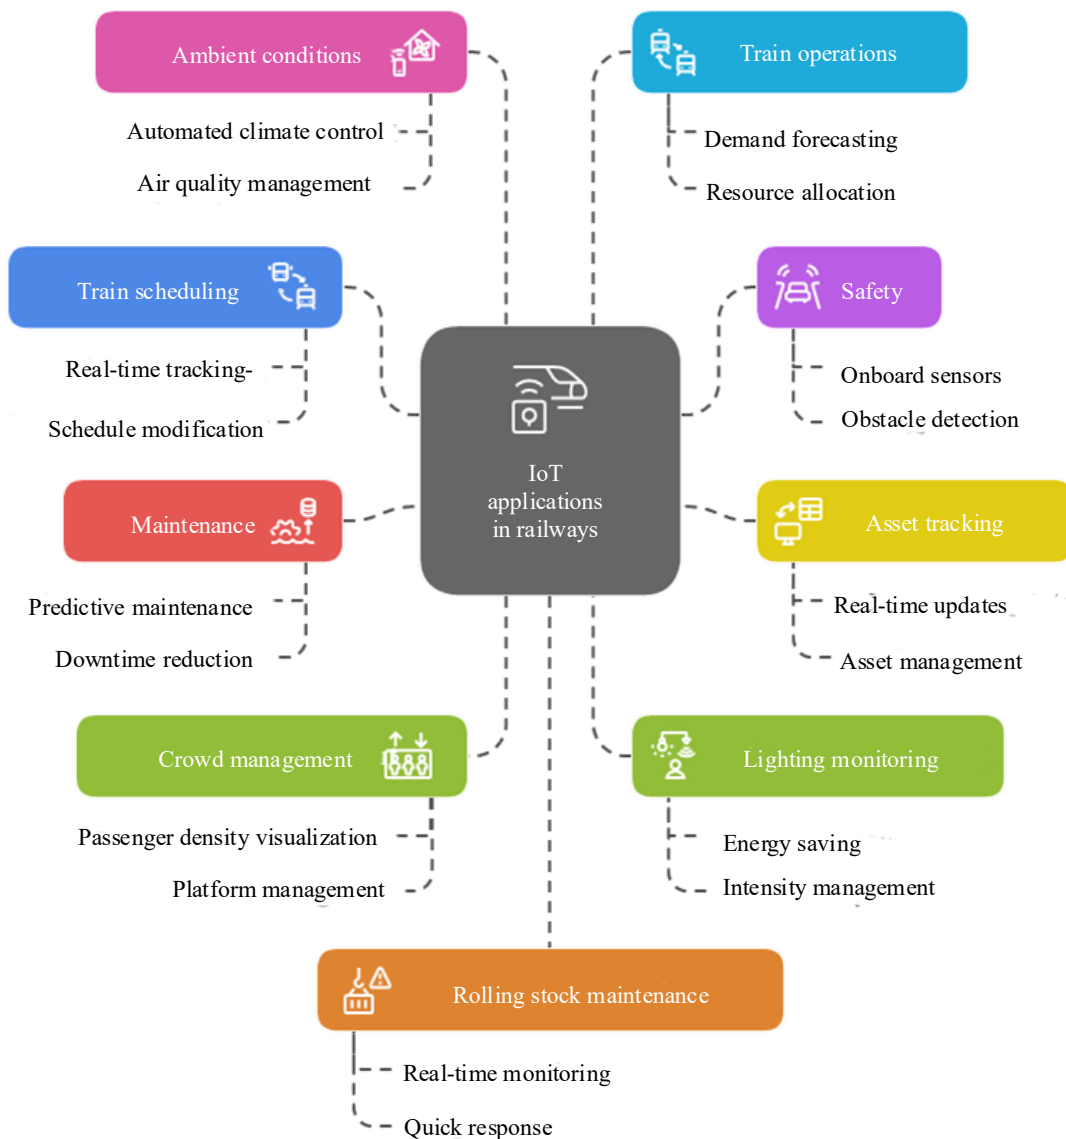 Ambient conditions
Automated climate control
Air quality management
Train operations
Demand forecasting
Resource allocation
Train scheduling
Real-time tracking-
Schedule modification
Safety
Onboard sensors
Obstacle detection
IoT
applications
in railways
Maintenance
Predictive maintenance
Downtime reduction
Asset tracking
Real-time updates
Asset management
Crowd management
Passenger density visualization
Platform management
Lighting monitoring
Energy saving
Intensity management
Rolling stock maintenance
Real-time monitoring
Quick response